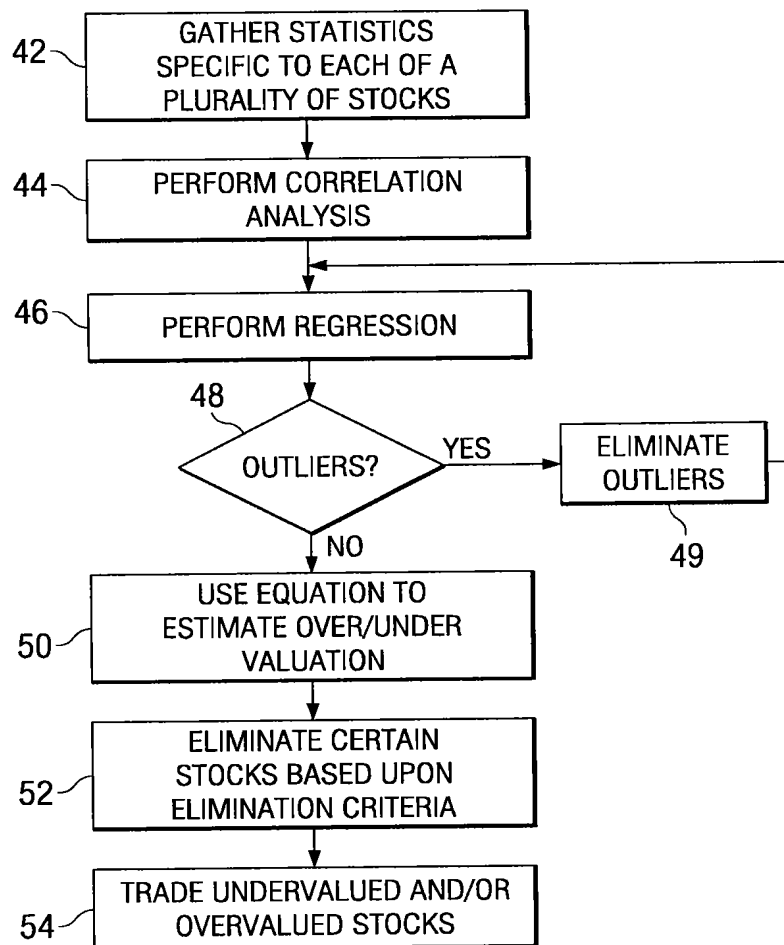 42
GATHER STATISTICS
SPECIFIC TO EACH OF A
PLURALITY OF STOCKS
44
PERFORM CORRELATION
ANALYSIS
46
PERFORM REGRESSION
48
OUTLIERS?
YES
ELIMINATE
OUTLIERS
49
NO
50
USE EQUATION TO
ESTIMATE OVER/UNDER
VALUATION
52
ELIMINATE CERTAIN
STOCKS BASED UPON
ELIMINATION CRITERIA
54
TRADE UNDERVALUED AND/OR
OVERVALUED STOCKS